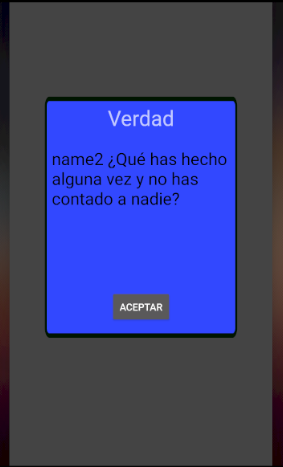 Verdad
name2 ¿Qué has hecho
alguna vez y no has
contado a nadie?
ACEPTAR